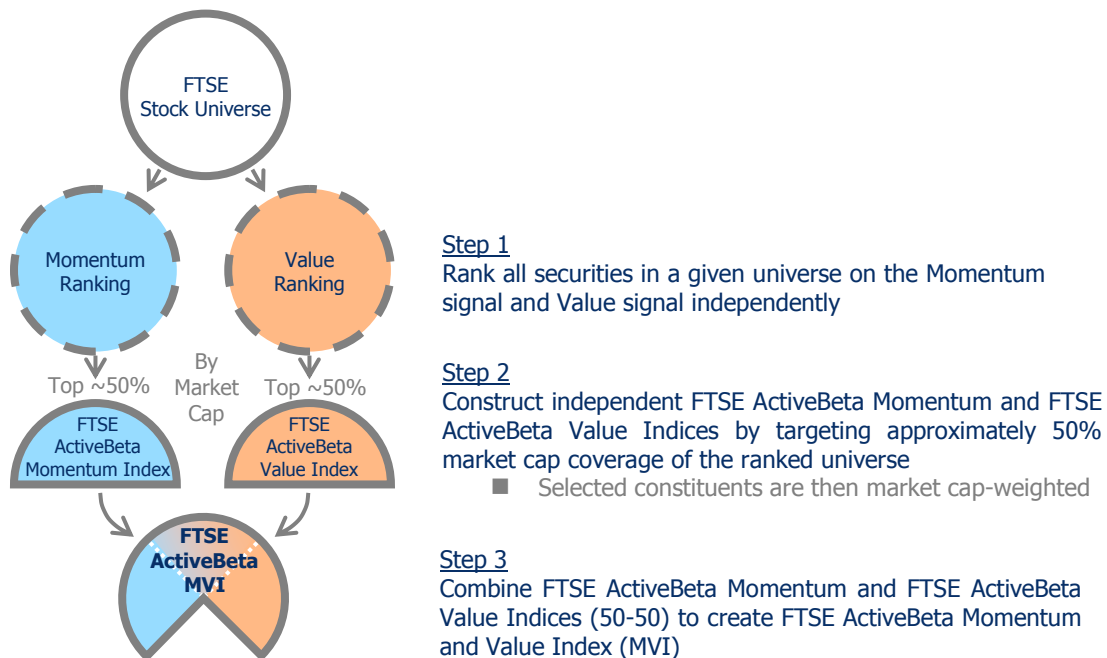 FTSE
Stock Universe
Momentum
Ranking
Value
Ranking
Top ~50%
By
Market
Cap
Top ~50%
FTSE
ActiveBeta
Momentum Index
FTSE
ActiveBeta
Value Index
FTSE
ActiveBeta
MVI
Step 1
Rank all securities in a given universe on the Momentum
signal and Value signal independently
Step 2
Construct independent FTSE ActiveBeta Momentum and FTSE
ActiveBeta Value Indices by targeting approximately 50%
market cap coverage of the ranked universe
■ Selected constituents are then market cap-weighted
Step 3
Combine FTSE ActiveBeta Momentum and FTSE ActiveBeta
Value Indices (50-50) to create FTSE ActiveBeta Momentum
and Value Index (MVI)